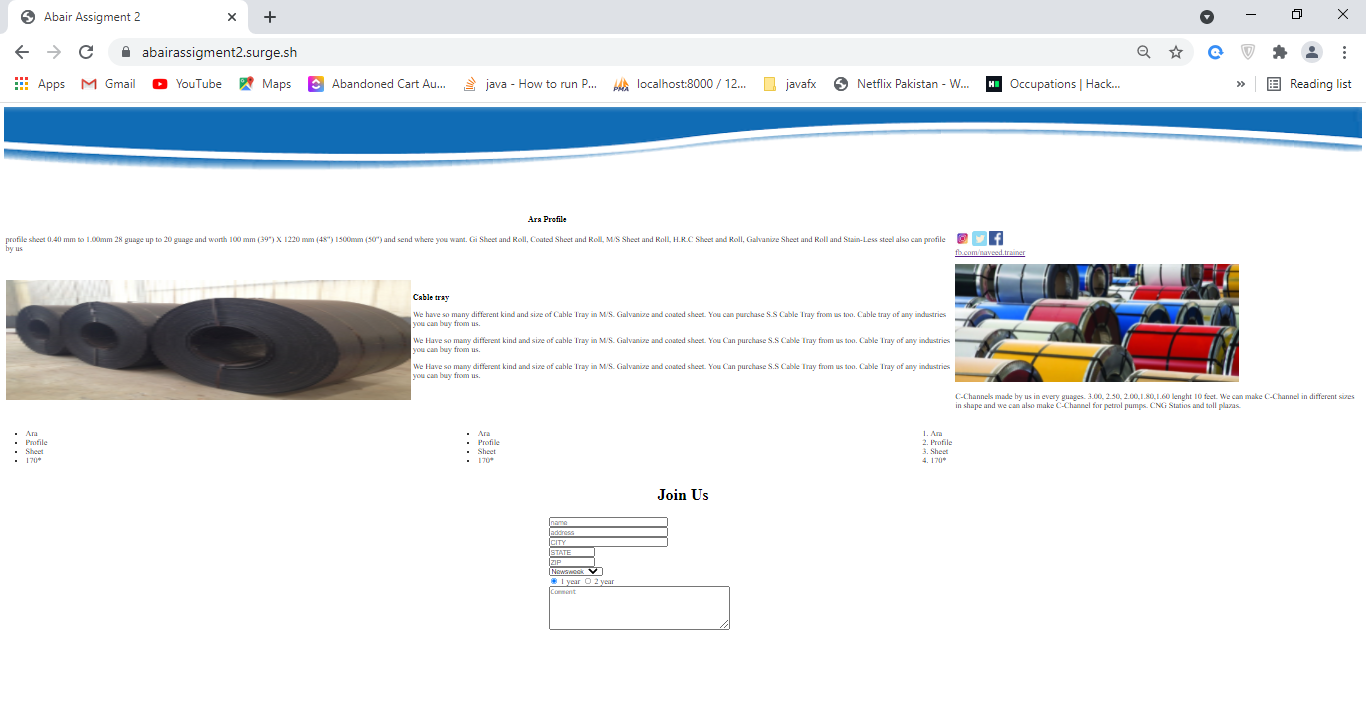 Abair Assigment 2
abairassigment2.surge.sh
Apps
Gmail
YouTube
Maps
Abandoned Cart Au...
java - How to run P...
PMA
localhost:8000 / 12...
javafx
Netflix Pakistan - W...
Occupations | Hack...
»
Reading list
Ara Profile
profile sheet 0.40 mm to 1.00mm 28 guage up to 20 guage and worth 100 mm (39") X 1220 mm (48") 1500mm (50") and send where you want. Gi Sheet and Roll, Coated Sheet and Roll, M/S Sheet and Roll, H.R.C Sheet and Roll, Galvanize Sheet and Roll and Stain-Less steel also can profile
by us
fb.com/naveed.trainer
Cable tray
We have so many different kind and size of Cable Tray in M/S. Galvanize and coated sheet. You can purchase S.S Cable Tray from us too. Cable tray of any industries
you can buy from us.
We Have so many different kind and size of cable Tray in M/S. Galvanize and coated sheet. You Can purchase S.S Cable Tray from us too. Cable Tray of any industries
you can buy from us.
We Have so many different kind and size of cable Tray in M/S. Galvanize and coated sheet. You Can purchase S.S Cable Tray from us too. Cable Tray of any industries
you can buy from us.
C-Channels made by us in every guages. 3.00, 2.50, 2.00,1.80,1.60 lenght 10 feet. We can make C-Channel in different sizes
in shape and we can also make C-Channel for petrol pumps. CNG Statios and toll plazas.
• Ara
• Profile
• Sheet
• 170*
• Ara
• Profile
• Sheet
• 170*
1. Ara
2. Profile
3. Sheet
4. 170*
Join Us
name
address
CITY
STATE
ZIP
Newsweek
1 year 2 year
Comment